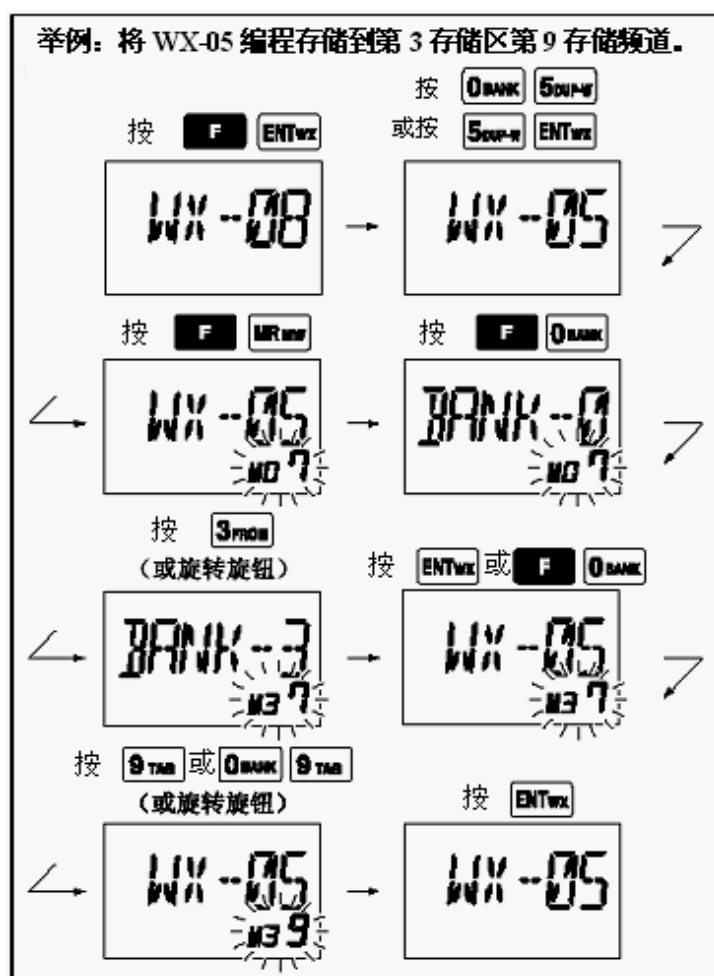 举例：将 WX-05 编程存储到第 3 存储区第 9 存储频道。
按 F ENTWX
按 0BANK 5DUP-W
或按 5DUP-W ENTWX
WX-08
WX-05
按 F MRMW
按 F 0BANK
WX-05
M0 7
BANK-0
M0 7
按 3FROM
（或旋转旋钮）
按 ENTWX 或 F 0BANK
BANK-3
M3 7
WX-05
M3 7
按 9TAG 或 0BANK 9TAG
（或旋转旋钮）
按 ENTWX
WX-05
M3 9
WX-05